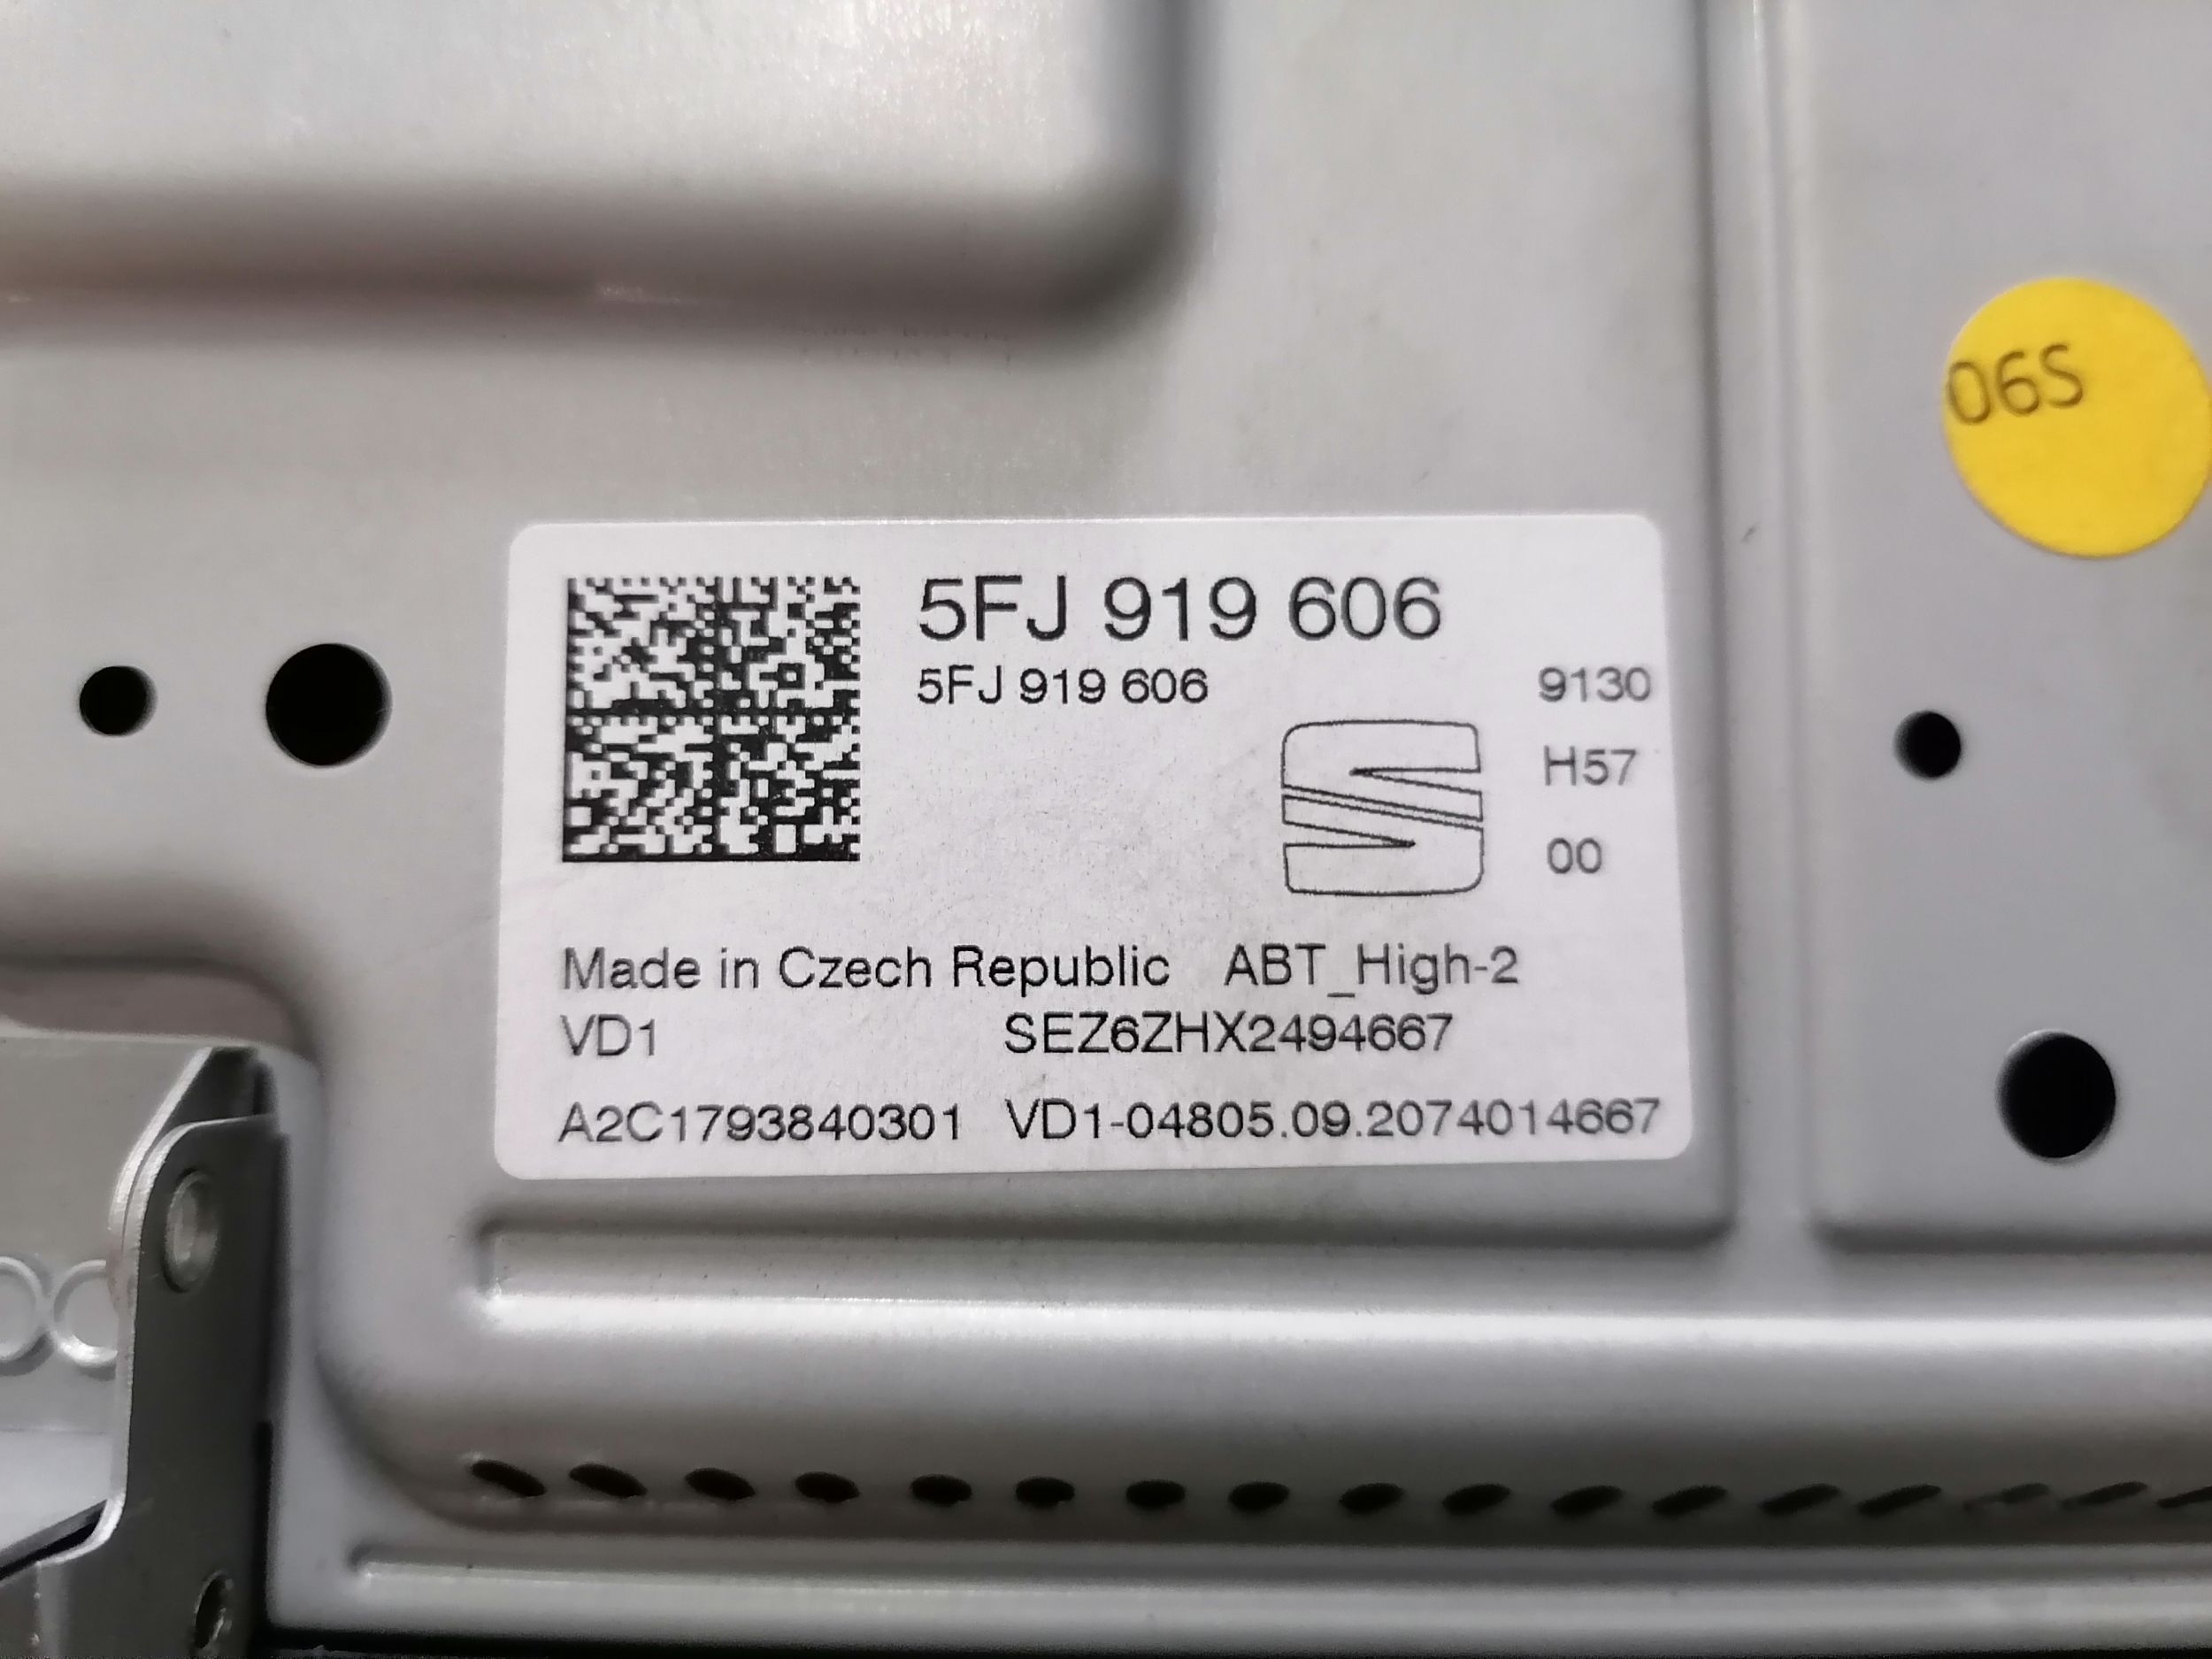 06S
5FJ 919 606
5FJ 919 606
9130
H57
00
Made in Czech Republic ABT_High-2
VD1 SEZ6ZHX2494667
A2C1793840301 VD1-04805.09.2074014667